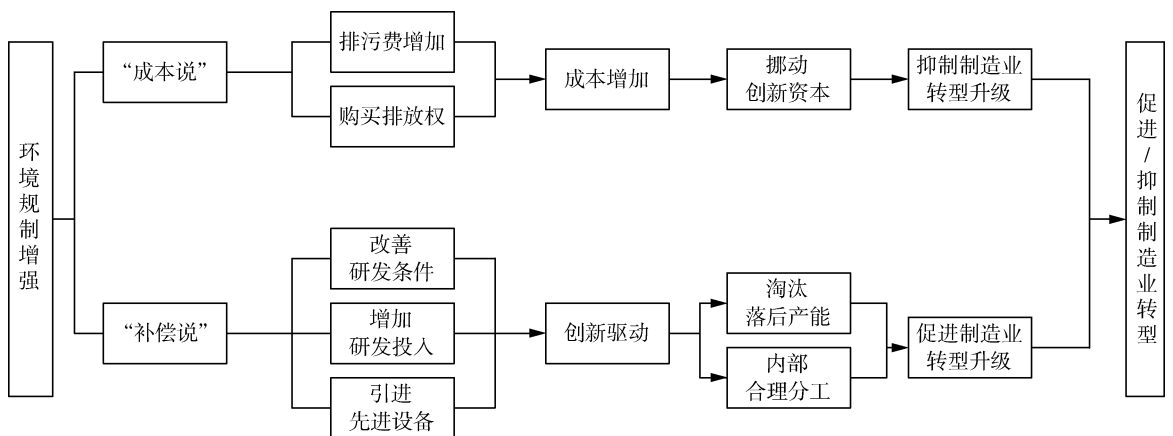 环境规制增强
“成本说”
排污费增加
购买排放权
成本增加
挪动
创新资本
抑制制造业
转型升级
“补偿说”
改善
研发条件
增加
研发投入
引进
先进设备
创新驱动
淘汰
落后产能
内部
合理分工
促进制造业
转型升级
促进/抑制制造业转型